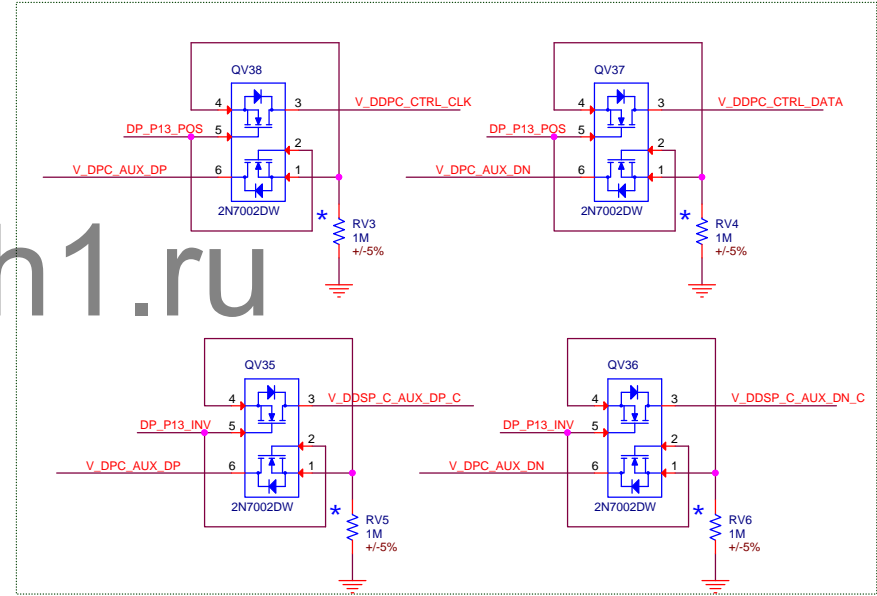 QV38
4
3
V_DDPC_CTRL_CLK
DP_P13_POS
5
2
V_DPC_AUX_DP
6
1
2N7002DW
*
RV3
1M
+/-5%
QV37
4
3
V_DDPC_CTRL_DATA
DP_P13_POS
5
2
V_DPC_AUX_DN
6
1
2N7002DW
*
RV4
1M
+/-5%
h1.ru
QV35
4
3
V_DDSP_C_AUX_DP_C
DP_P13_INV
5
2
V_DPC_AUX_DP
6
1
2N7002DW
*
RV5
1M
+/-5%
QV36
4
3
V_DDSP_C_AUX_DN_C
DP_P13_INV
5
2
V_DPC_AUX_DN
6
1
2N7002DW
*
RV6
1M
+/-5%